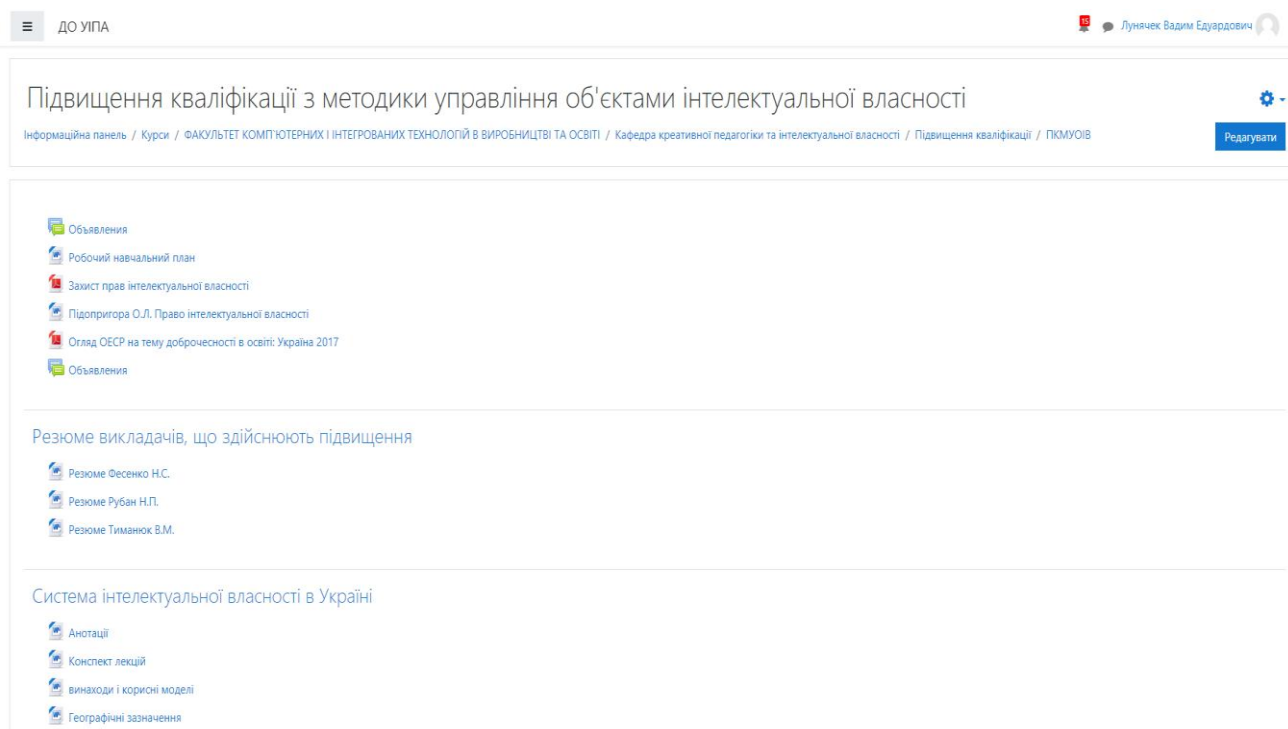 ДО УІПА
15
Лунячек Вадим Едуардович
Підвищення кваліфікації з методики управління об'єктами інтелектуальної власності
Інформаційна панель / Курси / ФАКУЛЬТЕТ КОМП'ЮТЕРНИХ І ІНТЕГРОВАНИХ ТЕХНОЛОГІЙ В ВИРОБНИЦТВІ ТА ОСВІТІ / Кафедра креативної педагогіки та інтелектуальної власності / Підвищення кваліфікації / ПКМУОІВ
Редагувати
Объявления
Робочий навчальний план
Захист прав інтелектуальної власності
Підопригора О.Л. Право інтелектуальної власності
Огляд ОЕСР на тему доброчесності в освіті: Україна 2017
Объявления
Резюме викладачів, що здійснюють підвищення
Резюме Фесенко Н.С.
Резюме Рубан Н.П.
Резюме Тиманюк В.М.
Система інтелектуальної власності в Україні
Анотації
Конспект лекцій
винаходи і корисні моделі
Географічні зазначення